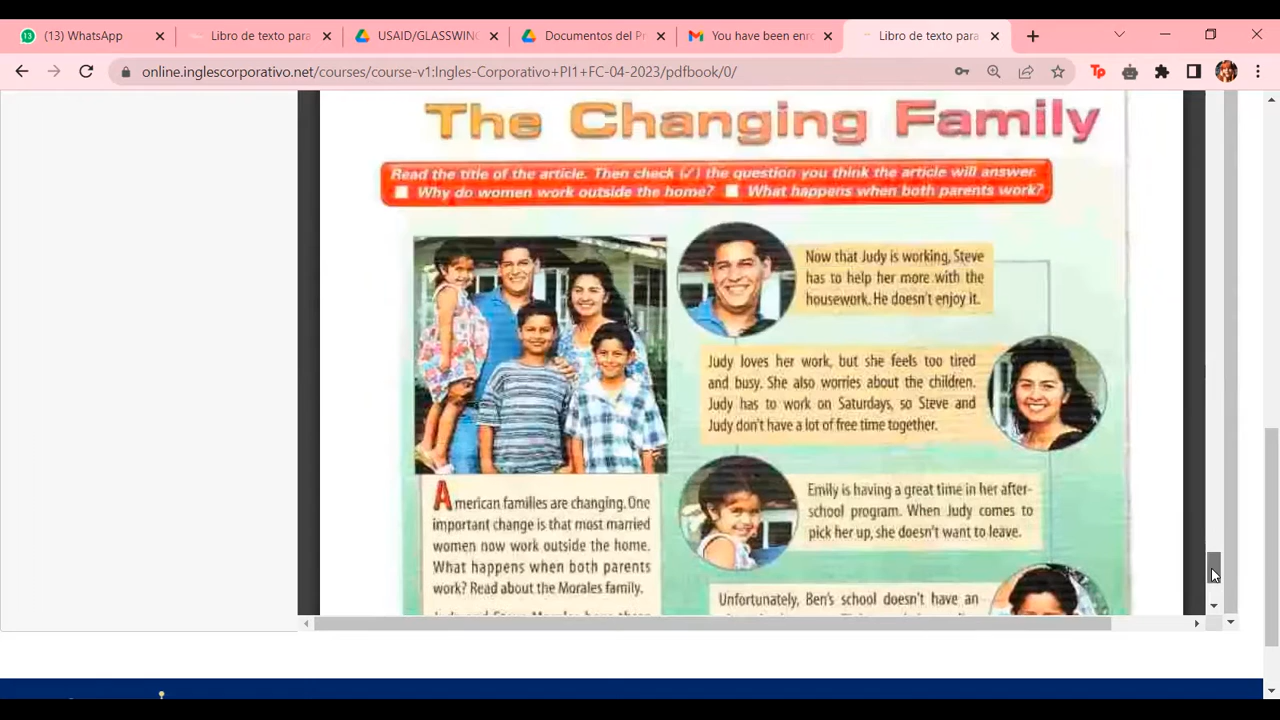 13
(13) WhatsApp
Libro de texto para
USAID/GLASSWING
Documentos del Pr
You have been enr
Libro de texto para
online.inglescorporativo.net/courses/course-v1:Ingles-Corporativo+PI1+FC-04-2023/pdfbook/0/
Tp
The Changing Family
Read the title of the article. Then check (✓) the question you think the article will answer.
Why do women work outside the home? What happens when both parents work?
Now that Judy is working, Steve
has to help her more with the
housework. He doesn't enjoy it.
Judy loves her work, but she feels too tired
and busy. She also worries about the children.
Judy has to work on Saturdays, so Steve and
Judy don't have a lot of free time together.
Emily is having a great time in her after-
school program. When Judy comes to
pick her up, she doesn't want to leave.
American families are changing. One
important change is that most married
women now work outside the home.
What happens when both parents
work? Read about the Morales family.
Unfortunately, Ben's school doesn't have an